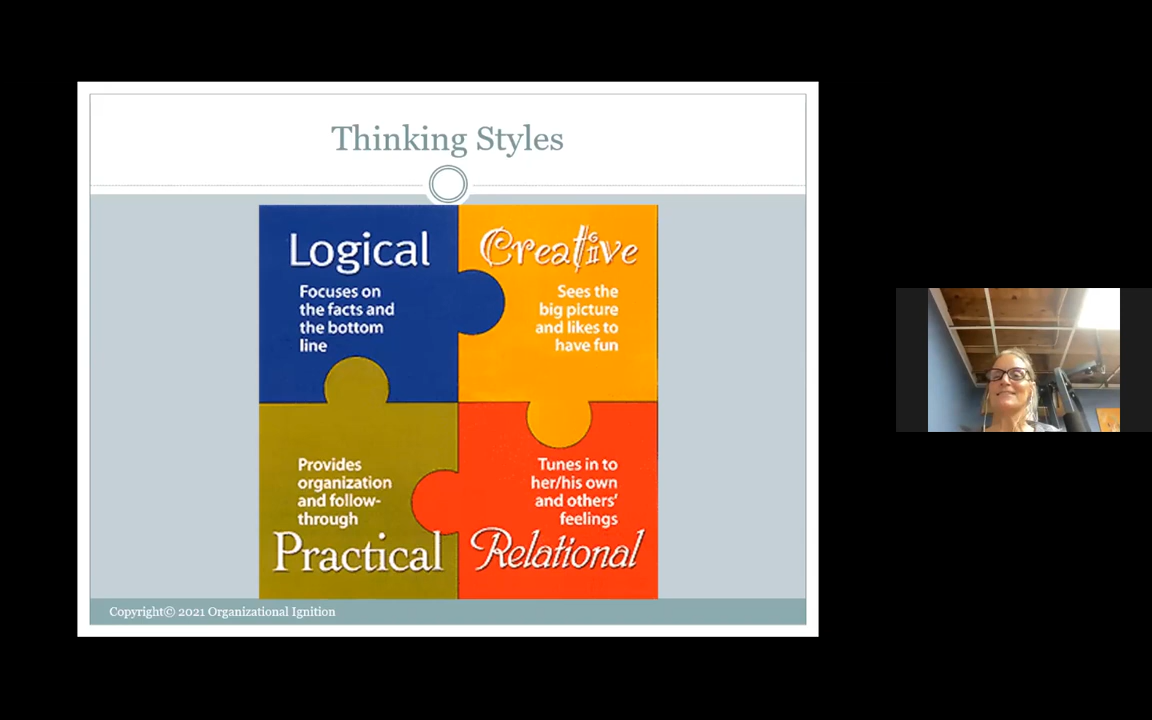 Thinking Styles
Logical
Focuses on
the facts and
the bottom
line
Creative
Sees the
big picture
and likes to
have fun
Provides
organization
and follow-
through
Practical
Tunes in to
her/his own
and others'
feelings
Relational
Copyright© 2021 Organizational Ignition